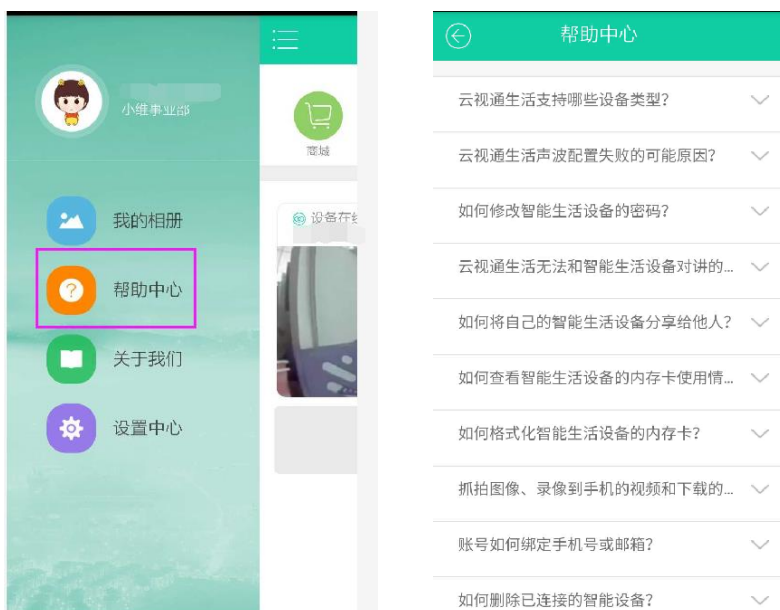 小维事业部
商城
我的相册
设备在线
帮助中心
关于我们
设置中心
帮助中心
云视通生活支持哪些设备类型?
云视通生活声波配置失败的可能原因?
如何修改智能生活设备的密码?
云视通生活无法和智能生活设备对讲的...
如何将自己的智能生活设备分享给他人?
如何查看智能生活设备的内存卡使用情...
如何格式化智能生活设备的内存卡?
抓拍图像、录像到手机的视频和下载的...
账号如何绑定手机号或邮箱?
如何删除已连接的智能设备?